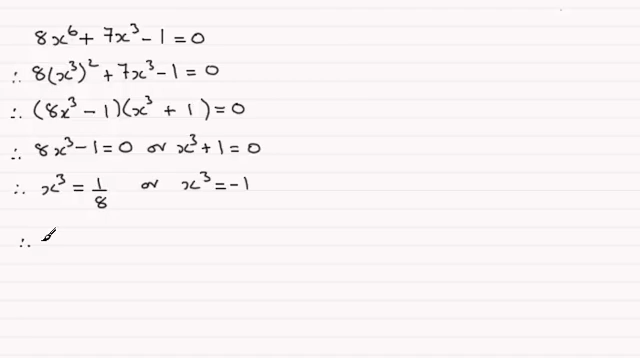 8x⁶ + 7x³ - 1 = 0
∴ 8(x³)² + 7x³ - 1 = 0
∴ (8x³ - 1)(x³ + 1) = 0
∴ 8x³ - 1 = 0 or x³ + 1 = 0
∴ x³ = 1/8 or x³ = -1
∴